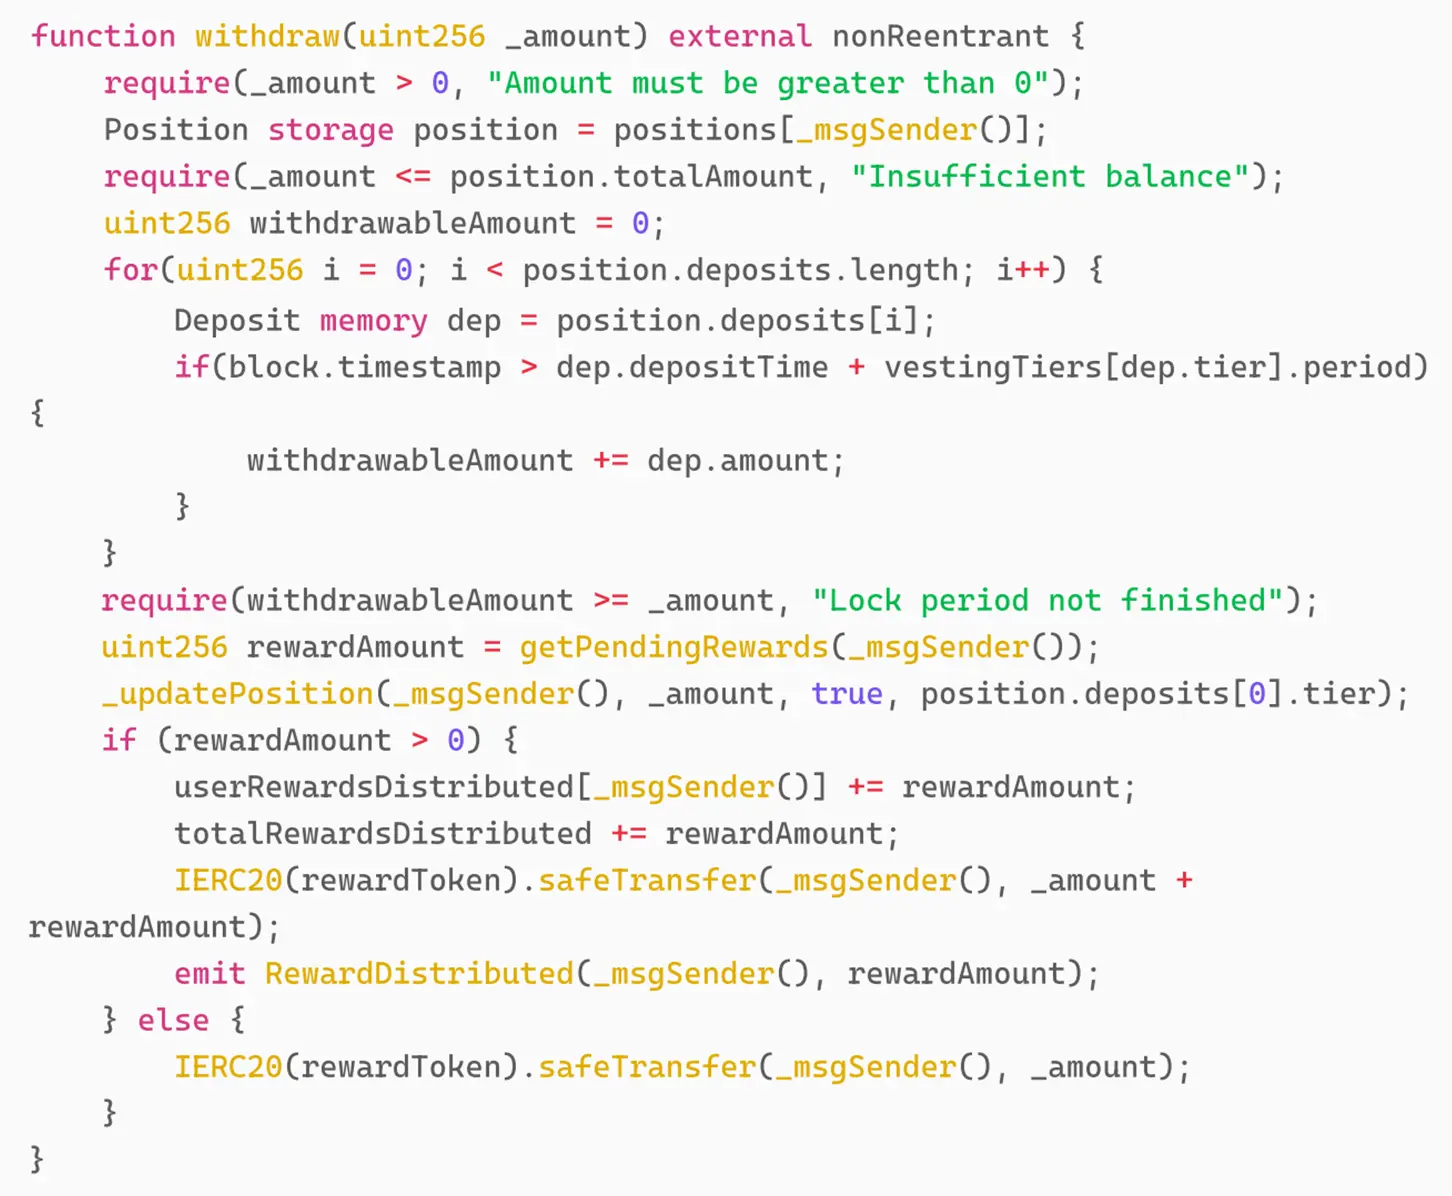 function withdraw(uint256 _amount) external nonReentrant {
    require(_amount > 0, "Amount must be greater than 0");
    Position storage position = positions[_msgSender()];
    require(_amount <= position.totalAmount, "Insufficient balance");
    uint256 withdrawableAmount = 0;
    for(uint256 i = 0; i < position.deposits.length; i++) {
        Deposit memory dep = position.deposits[i];
        if(block.timestamp > dep.depositTime + vestingTiers[dep.tier].period)
{
            withdrawableAmount += dep.amount;
        }
    }
    require(withdrawableAmount >= _amount, "Lock period not finished");
    uint256 rewardAmount = getPendingRewards(_msgSender());
    _updatePosition(_msgSender(), _amount, true, position.deposits[0].tier);
    if (rewardAmount > 0) {
        userRewardsDistributed[_msgSender()] += rewardAmount;
        totalRewardsDistributed += rewardAmount;
        IERC20(rewardToken).safeTransfer(_msgSender(), _amount +
rewardAmount);
        emit RewardDistributed(_msgSender(), rewardAmount);
    } else {
        IERC20(rewardToken).safeTransfer(_msgSender(), _amount);
    }
}